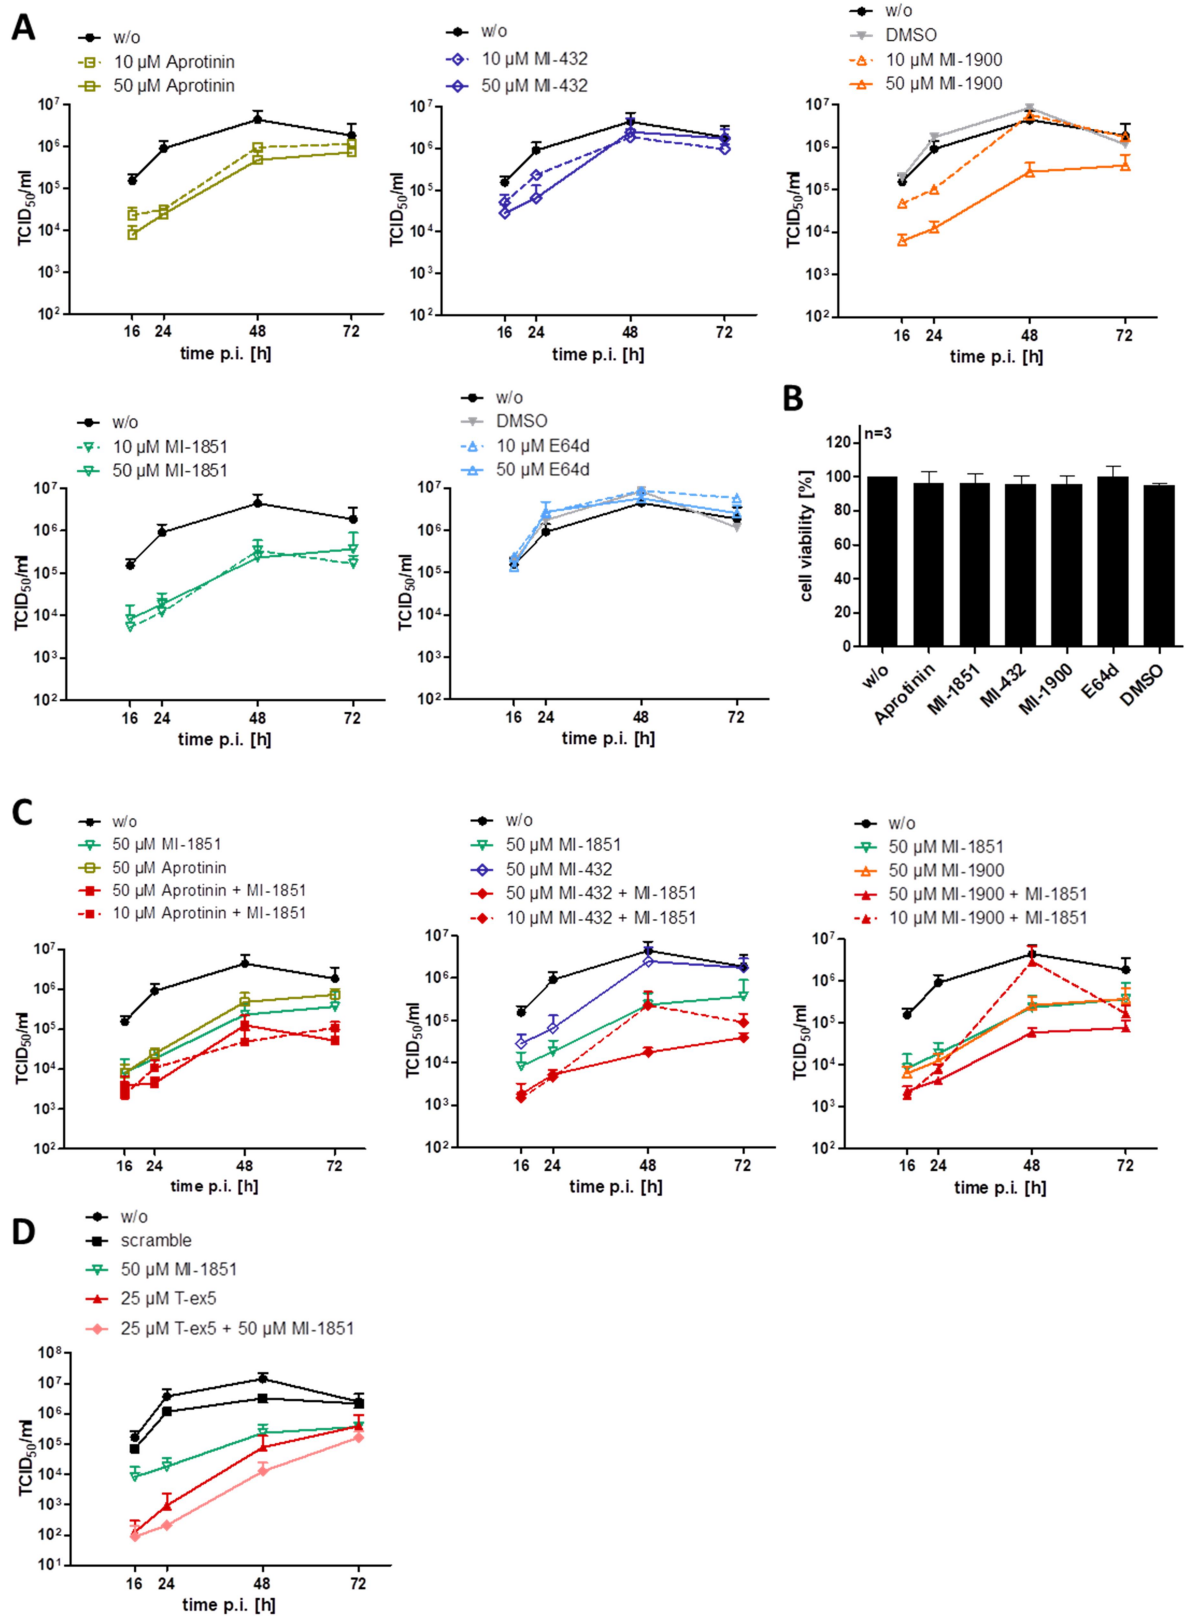 A
w/o
10 µM Aprotinin
50 µM Aprotinin
10⁷
10⁶
10⁵
10⁴
10³
10²
TCID₅₀/ml
16 24 48 72
time p.i. [h]
w/o
10 µM MI-432
50 µM MI-432
10⁷
10⁶
10⁵
10⁴
10³
10²
TCID₅₀/ml
16 24 48 72
time p.i. [h]
w/o
DMSO
10 µM MI-1900
50 µM MI-1900
10⁷
10⁶
10⁵
10⁴
10³
10²
TCID₅₀/ml
16 24 48 72
time p.i. [h]
w/o
10 µM MI-1851
50 µM MI-1851
10⁷
10⁶
10⁵
10⁴
10³
10²
TCID₅₀/ml
16 24 48 72
time p.i. [h]
w/o
DMSO
10 µM E64d
50 µM E64d
10⁷
10⁶
10⁵
10⁴
10³
10²
TCID₅₀/ml
16 24 48 72
time p.i. [h]
B
n=3
120
100
80
60
40
20
0
cell viability [%]
w/o
Aprotinin
MI-1851
MI-432
MI-1900
E64d
DMSO
C
w/o
50 µM MI-1851
50 µM Aprotinin
50 µM Aprotinin + MI-1851
10 µM Aprotinin + MI-1851
10⁷
10⁶
10⁵
10⁴
10³
10²
TCID₅₀/ml
16 24 48 72
time p.i. [h]
w/o
50 µM MI-1851
50 µM MI-432
50 µM MI-432 + MI-1851
10 µM MI-432 + MI-1851
10⁷
10⁶
10⁵
10⁴
10³
10²
TCID₅₀/ml
16 24 48 72
time p.i. [h]
w/o
50 µM MI-1851
50 µM MI-1900
50 µM MI-1900 + MI-1851
10 µM MI-1900 + MI-1851
10⁷
10⁶
10⁵
10⁴
10³
10²
TCID₅₀/ml
16 24 48 72
time p.i. [h]
D
w/o
scramble
50 µM MI-1851
25 µM T-ex5
25 µM T-ex5 + 50 µM MI-1851
10⁸
10⁷
10⁶
10⁵
10⁴
10³
10²
10¹
TCID₅₀/ml
16 24 48 72
time p.i. [h]